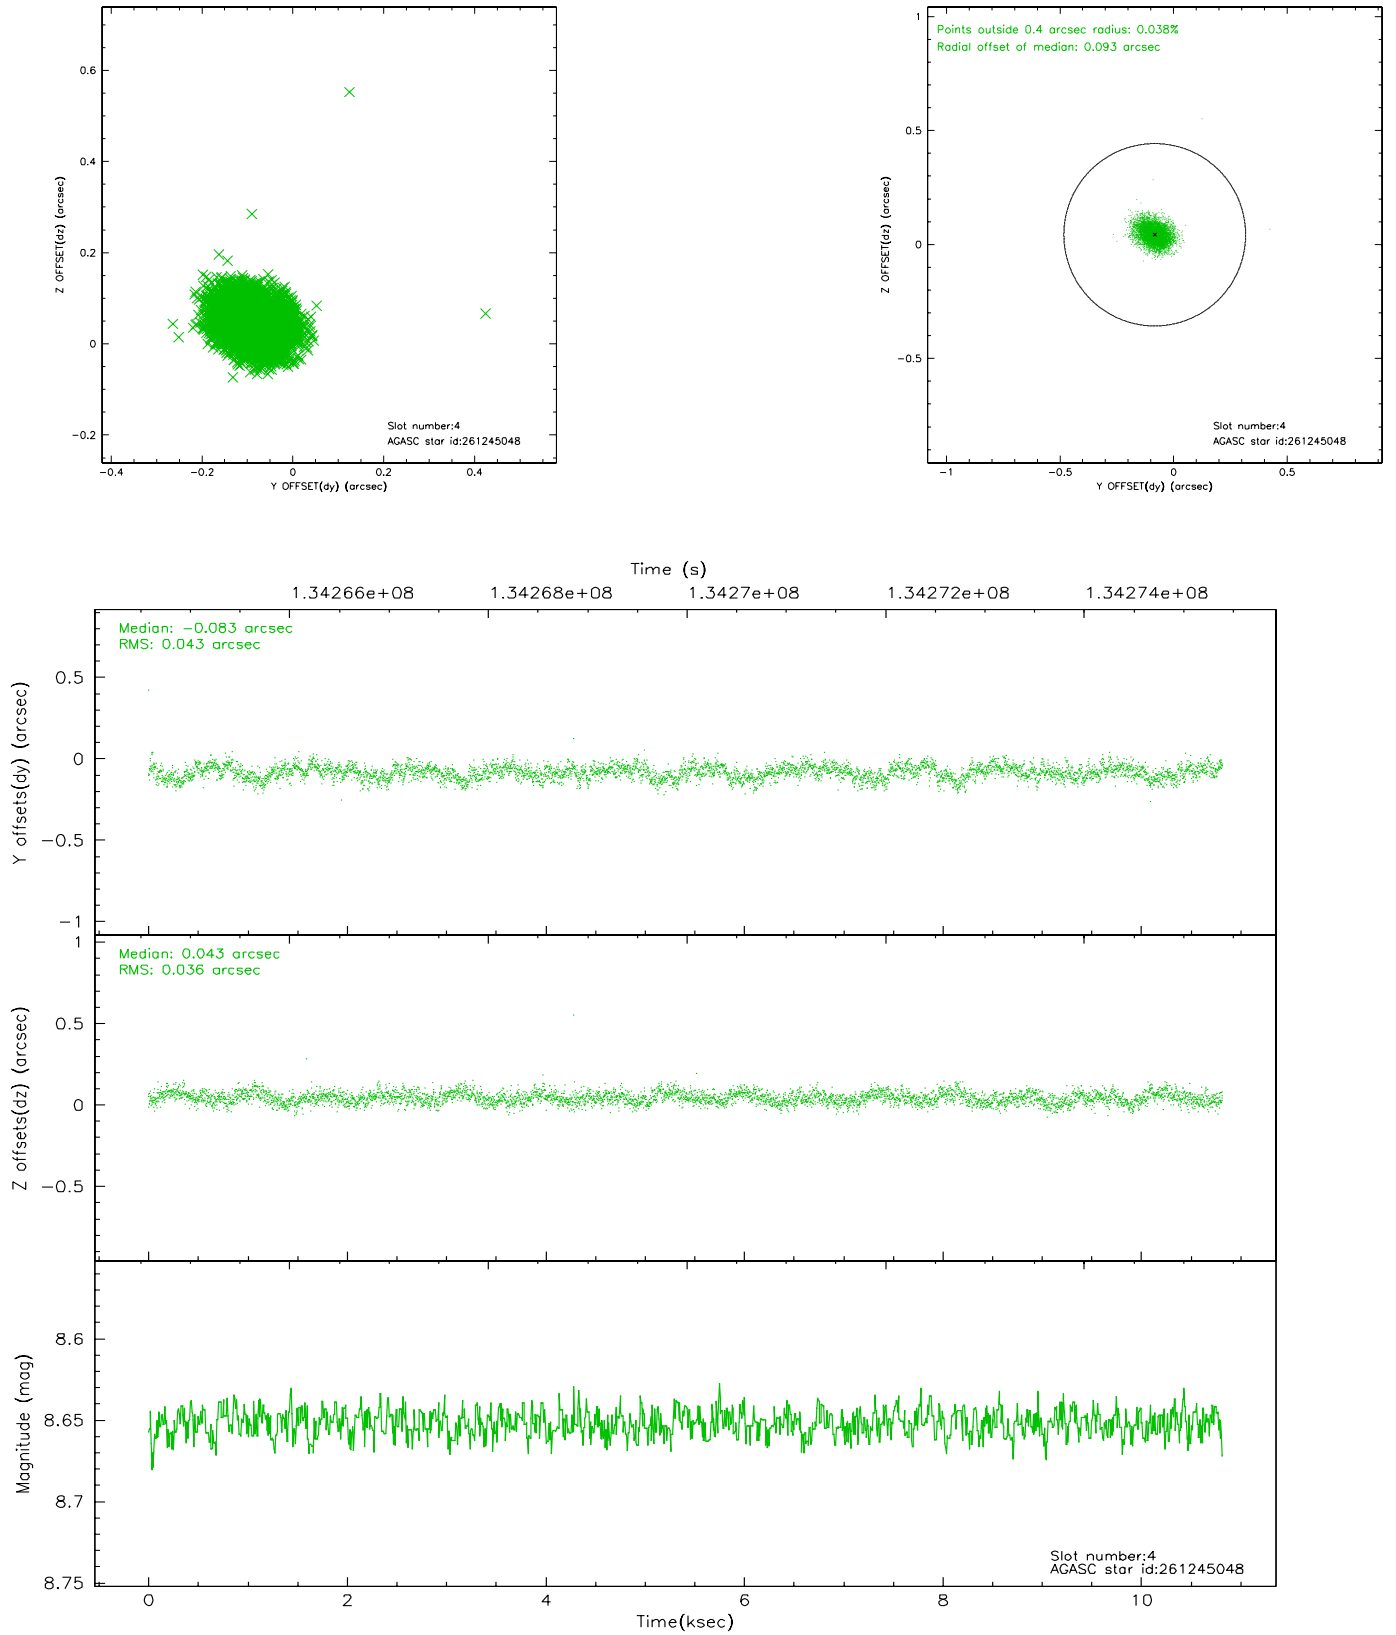 0.6
0.4
0.2
0
−0.2
Z OFFSET(dz) (arcsec)
−0.4
−0.2
0
0.2
0.4
Y OFFSET(dy) (arcsec)
Slot number:4
AGASC star id:261245048
Points outside 0.4 arcsec radius: 0.038%
Radial offset of median: 0.093 arcsec
1
0.5
0
−0.5
Z OFFSET(dz) (arcsec)
−1
−0.5
0
0.5
Y OFFSET(dy) (arcsec)
Slot number:4
AGASC star id:261245048
Time (s)
1.34266e+08
1.34268e+08
1.3427e+08
1.34272e+08
1.34274e+08
Median: −0.083 arcsec
RMS: 0.043 arcsec
0.5
0
−0.5
−1
Y offsets(dy) (arcsec)
Median: 0.043 arcsec
RMS: 0.036 arcsec
1
0.5
0
−0.5
Z offsets(dz) (arcsec)
8.6
8.65
8.7
8.75
Magnitude (mag)
Slot number:4
AGASC star id:261245048
0
2
4
6
8
10
Time(ksec)